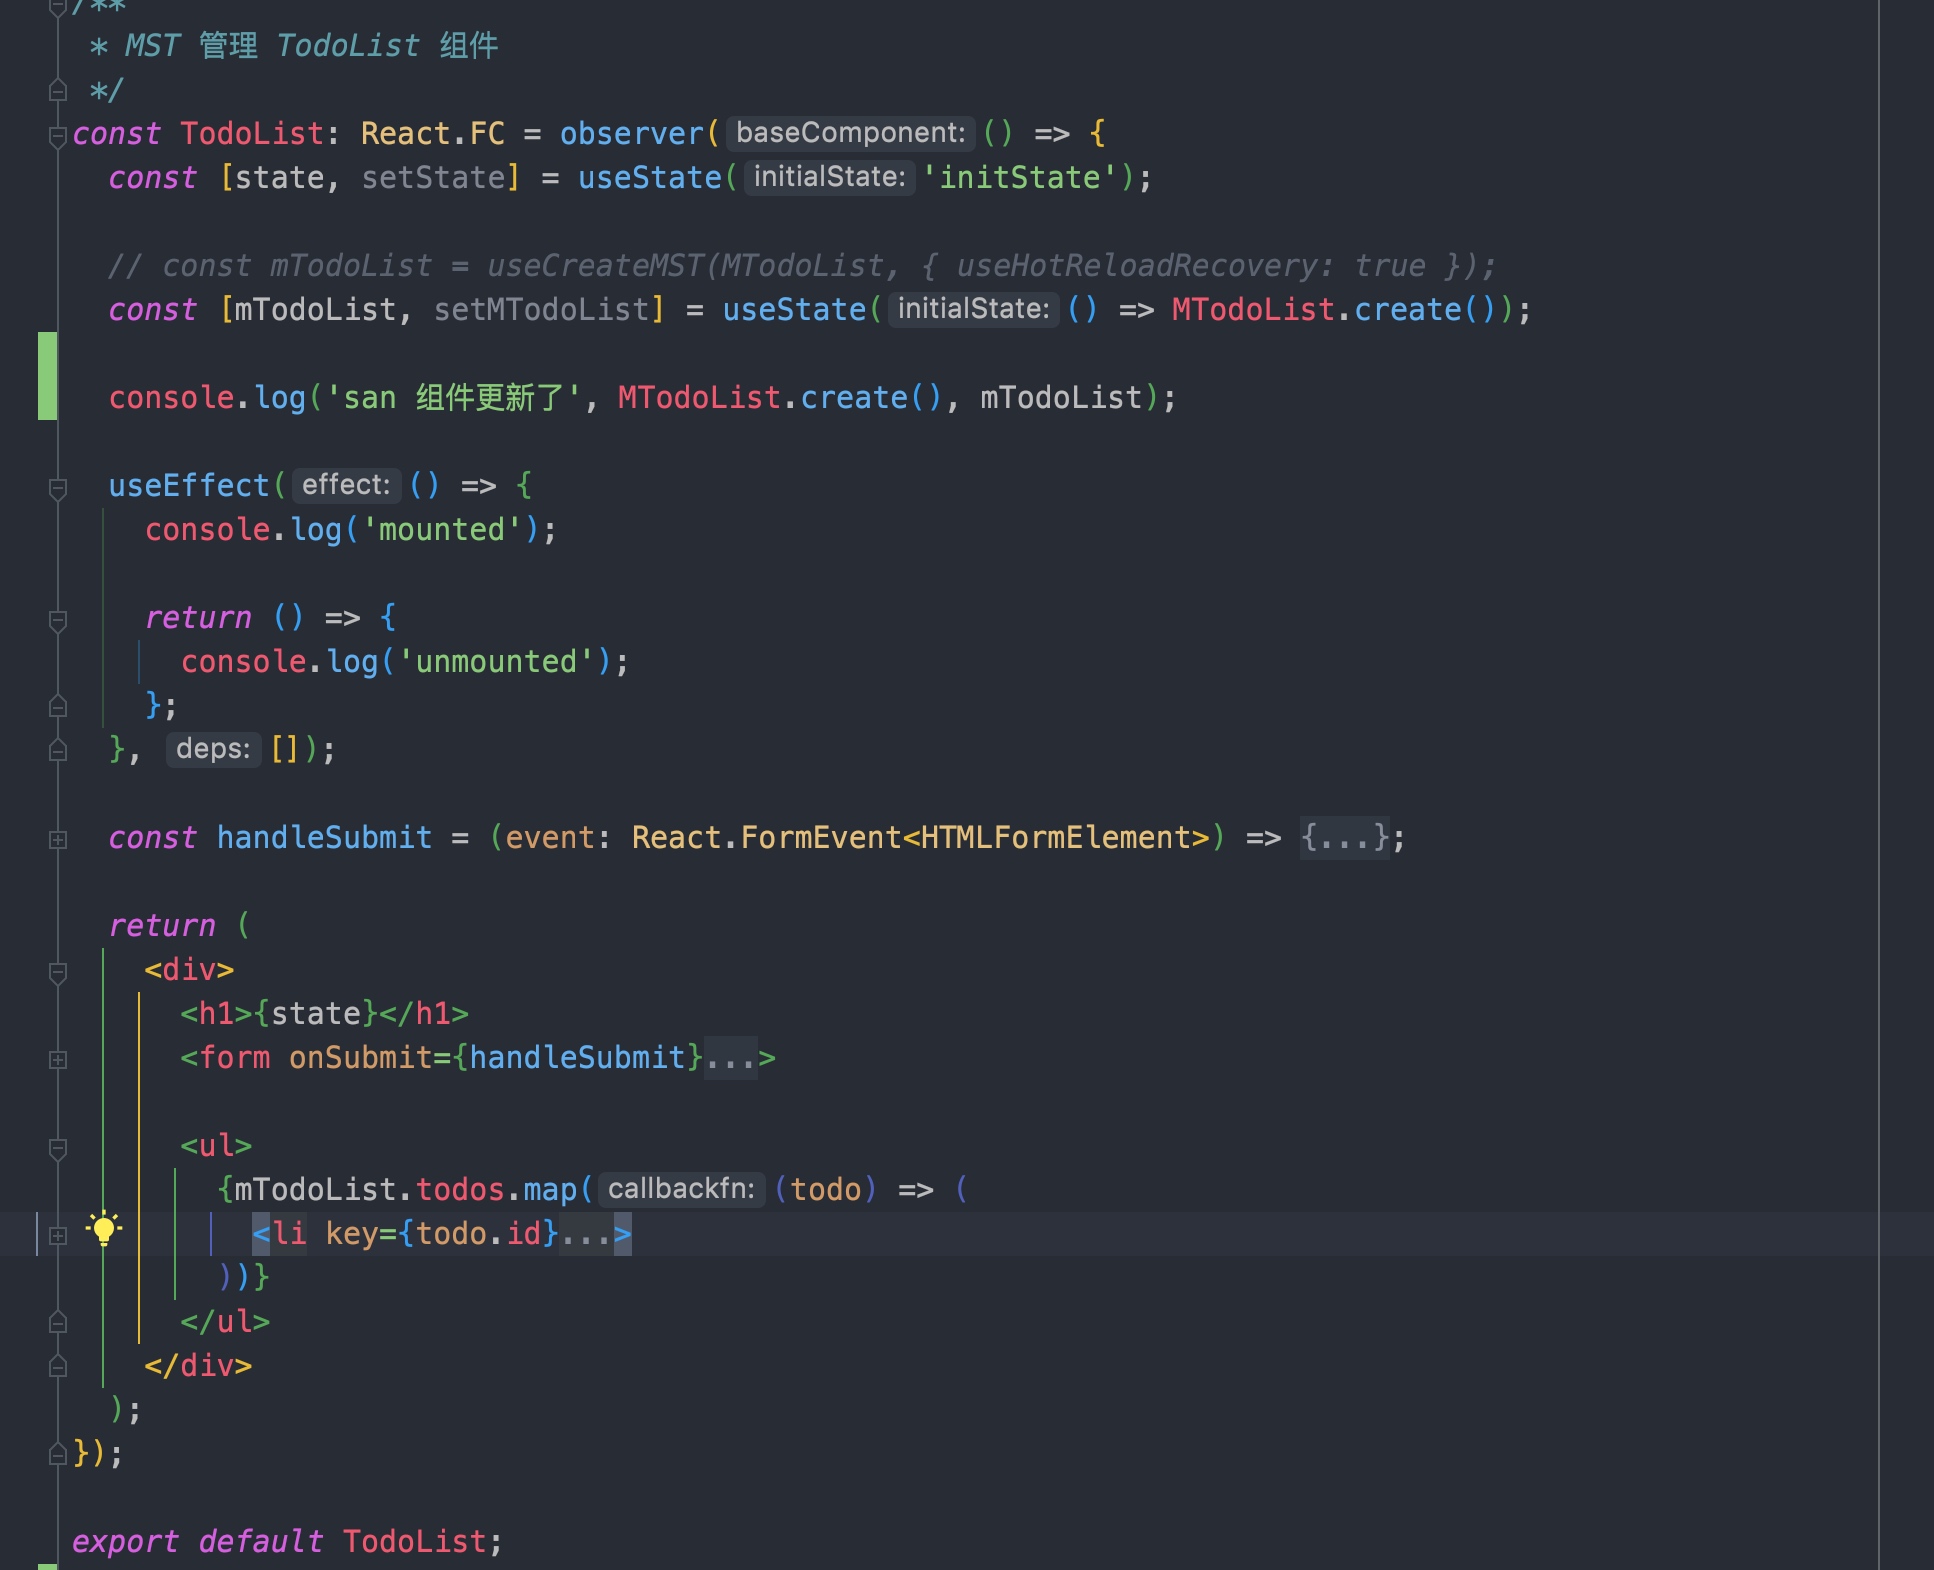 /**
* MST 管理 TodoList 组件
*/
const TodoList: React.FC = observer( baseComponent: () => {
const [state, setState] = useState( initialState: 'initState');
// const mTodoList = useCreateMST(MTodoList, { useHotReloadRecovery: true });
const [mTodoList, setMTodoList] = useState( initialState: () => MTodoList.create());
console.log('san 组件更新了', MTodoList.create(), mTodoList);
useEffect( effect: () => {
console.log('mounted');
return () => {
console.log('unmounted');
};
}, deps: []);
const handleSubmit = (event: React.FormEvent<HTMLFormElement>) => {...};
return (
<div>
<h1>{state}</h1>
<form onSubmit={handleSubmit}...>
<ul>
{mTodoList.todos.map( callbackfn: (todo) => (
<li key={todo.id}...>
))}
</ul>
</div>
);
});
export default TodoList;